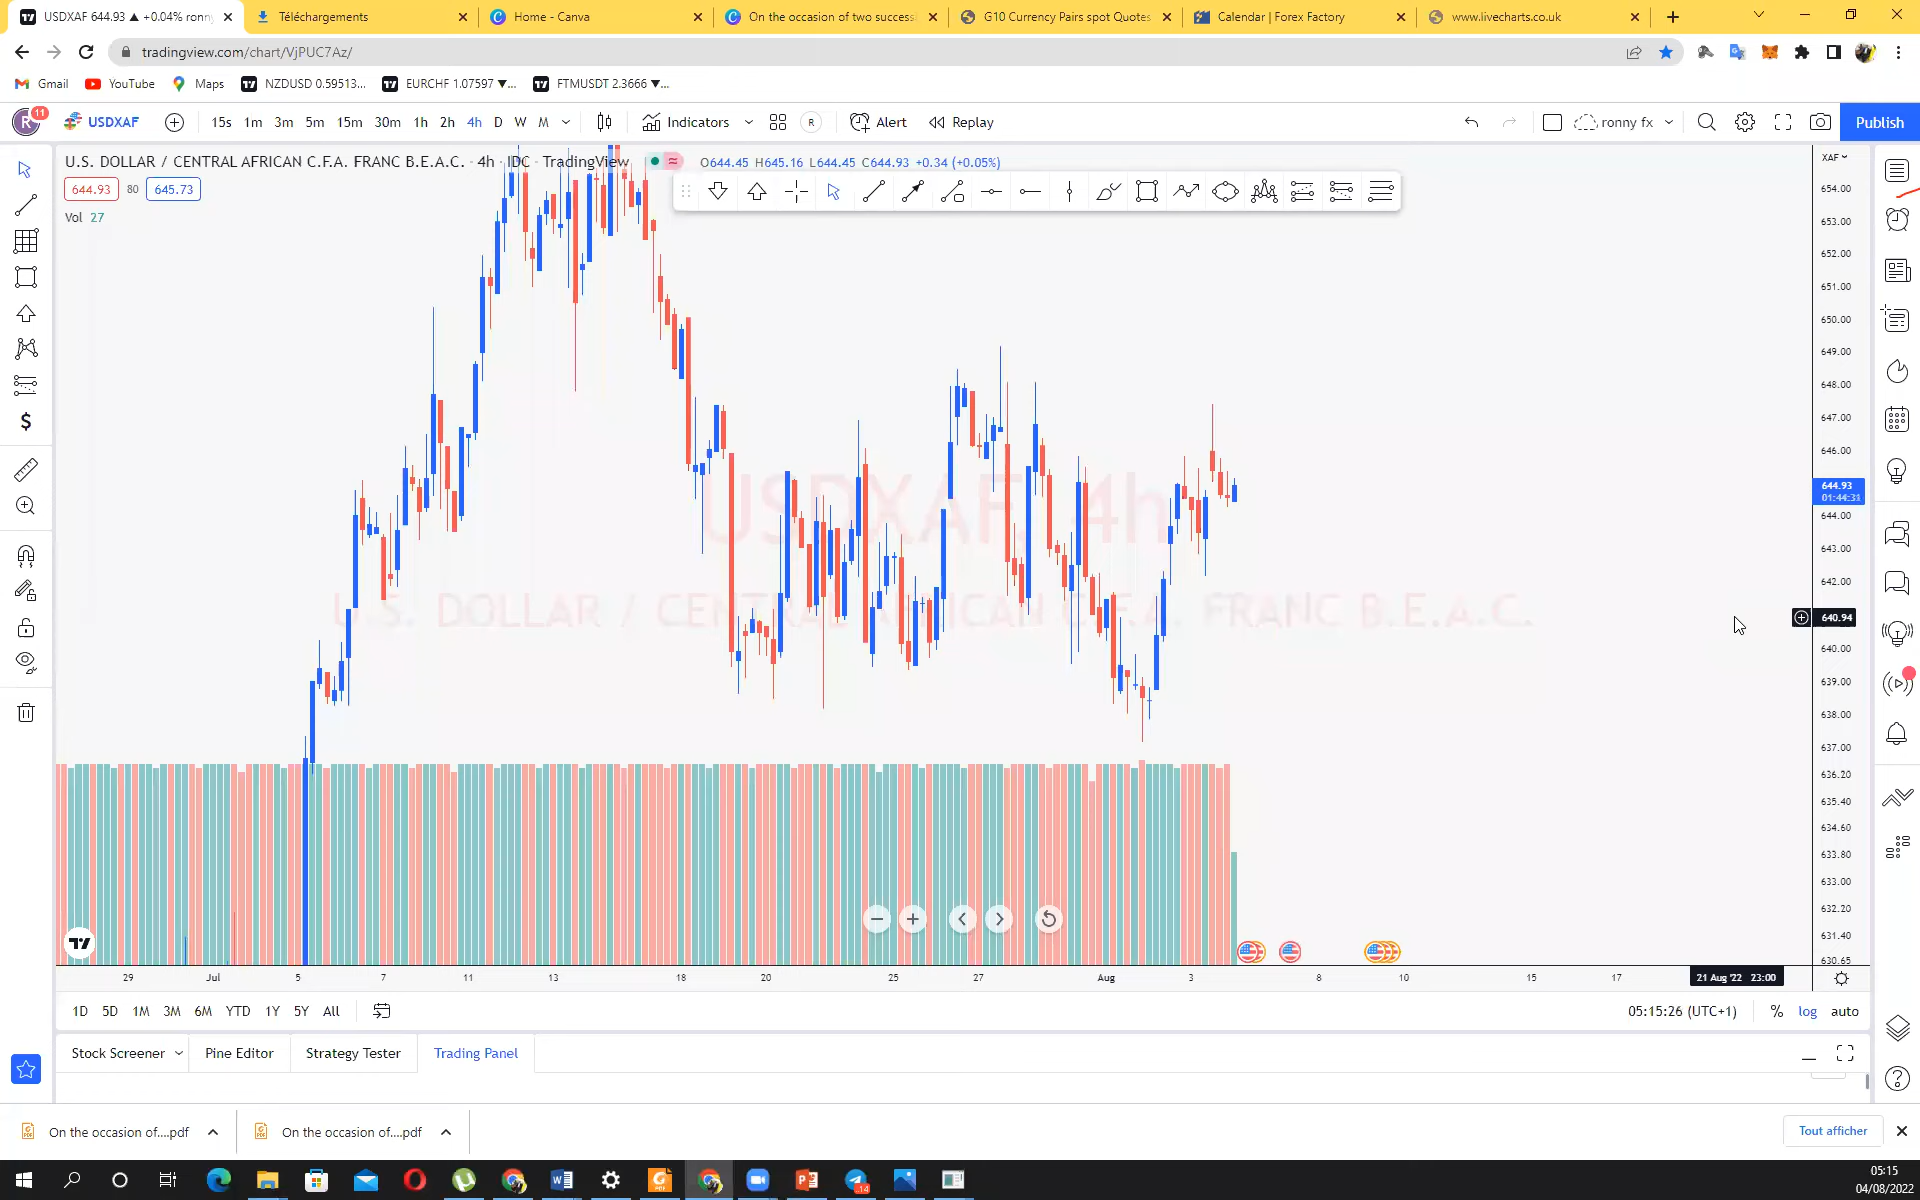 USDXAF 644.93 ▲ +0.04% ronny
Téléchargements
Home - Canva
On the occasion of two success
G10 Currency Pairs spot Quotes
Calendar | Forex Factory
www.livecharts.co.uk
tradingview.com/chart/VjPUC7Az/
Gmail
YouTube
Maps
NZDUSD 0.59513...
EURCHF 1.07597 ▼...
FTMUSDT 2.3666 ▼...
R
11
USDXAF
15s 1m 3m 5m 15m 30m 1h 2h 4h D W M
Indicators
R
Alert
Replay
ronny fx
Publish
U.S. DOLLAR / CENTRAL AFRICAN C.F.A. FRANC B.E.A.C. · 4h · IDC · TradingView
O644.45 H645.16 L644.45 C644.93 +0.34 (+0.05%)
XAF
644.93 80 645.73
Vol 27
USDXAF, 4h
U.S. DOLLAR / CENTRAL AFRICAN C.F.A. FRANC B.E.A.C.
654.00
653.00
652.00
651.00
650.00
649.00
648.00
647.00
646.00
644.93
01:44:31
644.00
643.00
642.00
640.94
640.00
639.00
638.00
637.00
636.20
635.40
634.60
633.80
633.00
632.20
631.40
630.65
29 Jul 5 7 11 13 18 20 25 27 Aug 3 8 10 15 17
21 Aug '22 23:00
1D 5D 1M 3M 6M YTD 1Y 5Y All
05:15:26 (UTC+1)
% log auto
Stock Screener
Pine Editor
Strategy Tester
Trading Panel
On the occasion of....pdf
On the occasion of....pdf
Tout afficher
14
05:15
04/08/2022